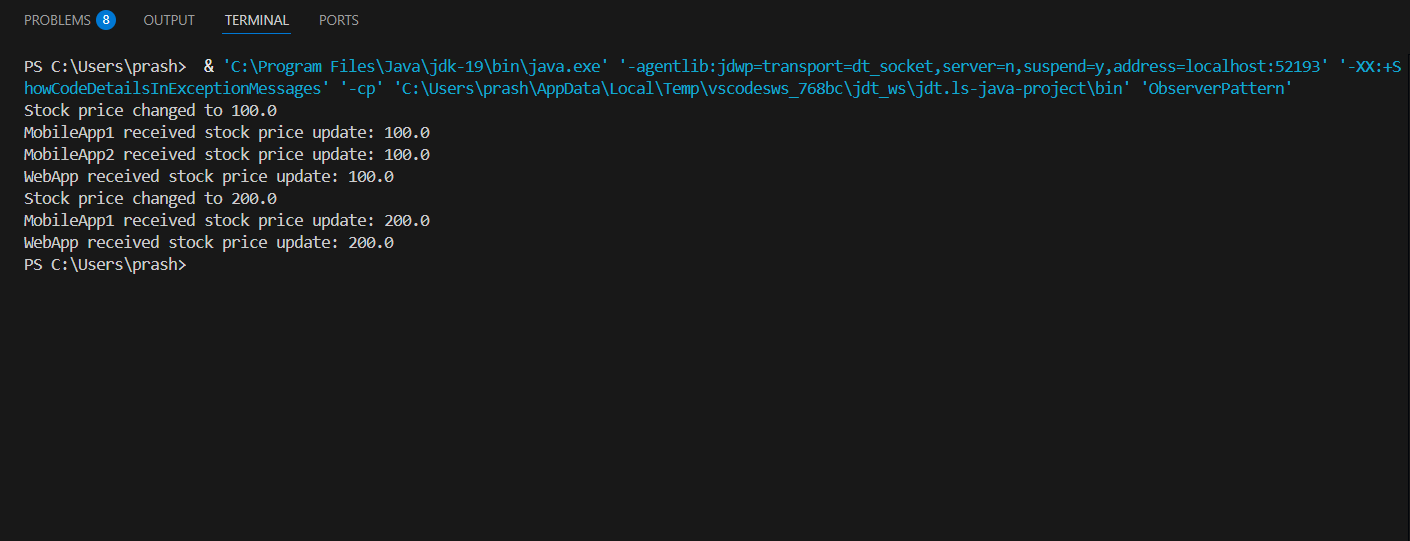 PROBLEMS 8 OUTPUT TERMINAL PORTS
PS C:\Users\prash>  & 'C:\Program Files\Java\jdk-19\bin\java.exe' '-agentlib:jdwp=transport=dt_socket,server=n,suspend=y,address=localhost:52193' '-XX:+S
howCodeDetailsInExceptionMessages' '-cp' 'C:\Users\prash\AppData\Local\Temp\vscodesws_768bc\jdt_ws\jdt.ls-java-project\bin' 'ObserverPattern'
Stock price changed to 100.0
MobileApp1 received stock price update: 100.0
MobileApp2 received stock price update: 100.0
WebApp received stock price update: 100.0
Stock price changed to 200.0
MobileApp1 received stock price update: 200.0
WebApp received stock price update: 200.0
PS C:\Users\prash>